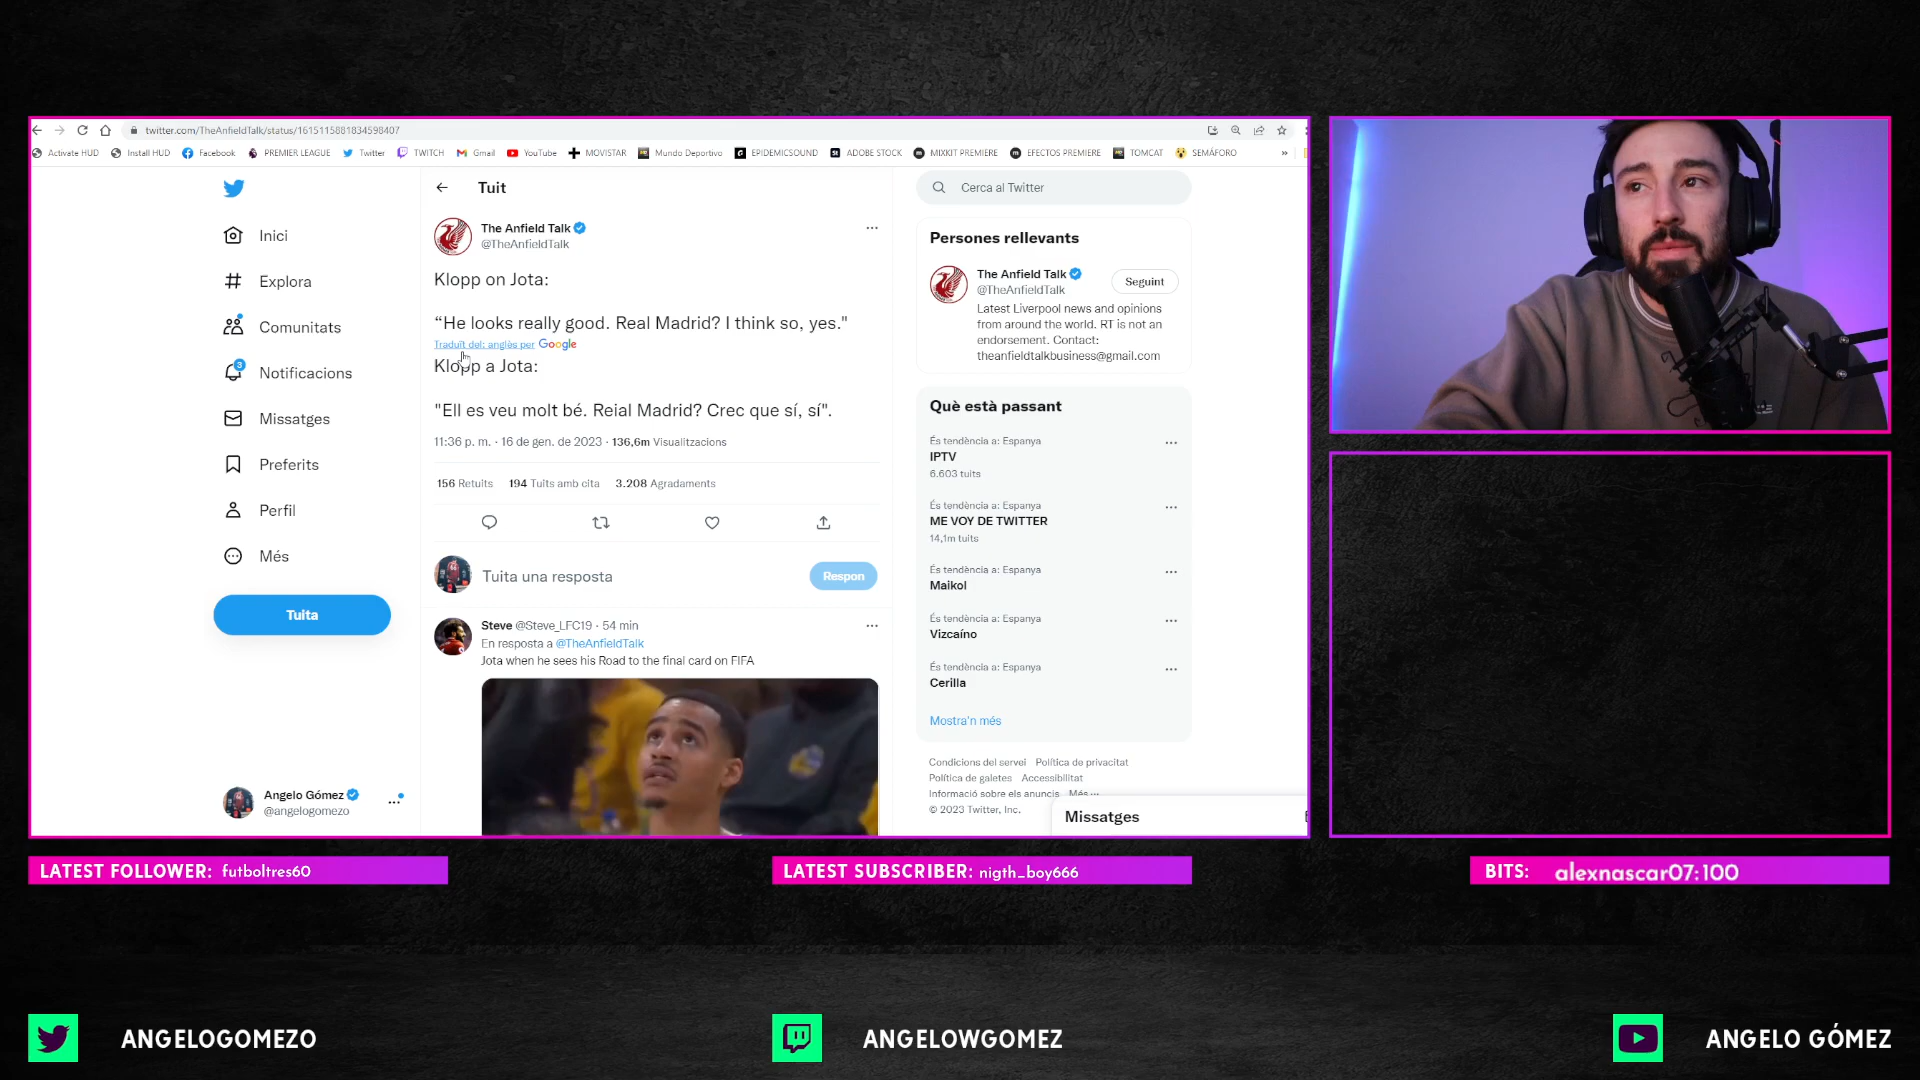 twitter.com/TheAnfieldTalk/status/1615115881834598407
Activate HUD Install HUD Facebook PREMIER LEAGUE Twitter TWITCH Gmail YouTube MOVISTAR Mundo Deportivo EPIDEMICSOUND ADOBE STOCK MIXKIT PREMIERE EFECTOS PREMIERE TOMCAT SEMÁFORO »
Inici
Explora
Comunitats
3
Notificacions
Missatges
Preferits
Perfil
Més
Tuita
Angelo Gómez
@angelogomezo
Tuit
The Anfield Talk
@TheAnfieldTalk
Klopp on Jota:
“He looks really good. Real Madrid? I think so, yes."
Traduït del: anglès per Google
Klopp a Jota:
"Ell es veu molt bé. Reial Madrid? Crec que sí, sí".
11:36 p. m. · 16 de gen. de 2023 · 136,6m Visualitzacions
156 Retuits 194 Tuits amb cita 3.208 Agradaments
Tuita una resposta
Respon
Steve @Steve_LFC19 · 54 min
En resposta a @TheAnfieldTalk
Jota when he sees his Road to the final card on FIFA
Cerca al Twitter
Persones rellevants
The Anfield Talk
@TheAnfieldTalk
Seguint
Latest Liverpool news and opinions
from around the world. RT is not an
endorsement. Contact:
theanfieldtalkbusiness@gmail.com
Què està passant
És tendència a: Espanya
IPTV
6.603 tuits
És tendència a: Espanya
ME VOY DE TWITTER
14,1m tuits
És tendència a: Espanya
Maikol
És tendència a: Espanya
Vizcaíno
És tendència a: Espanya
Cerilla
Mostra'n més
Condicions del servei Política de privacitat
Política de galetes Accessibilitat
Informació sobre els anuncis Més ···
© 2023 Twitter, Inc.
Missatges
LATEST FOLLOWER: futboltres60
LATEST SUBSCRIBER: nigth_boy666
BITS: alexnascar07:100
ANGELOGOMEZO
ANGELOWGOMEZ
ANGELO GÓMEZ